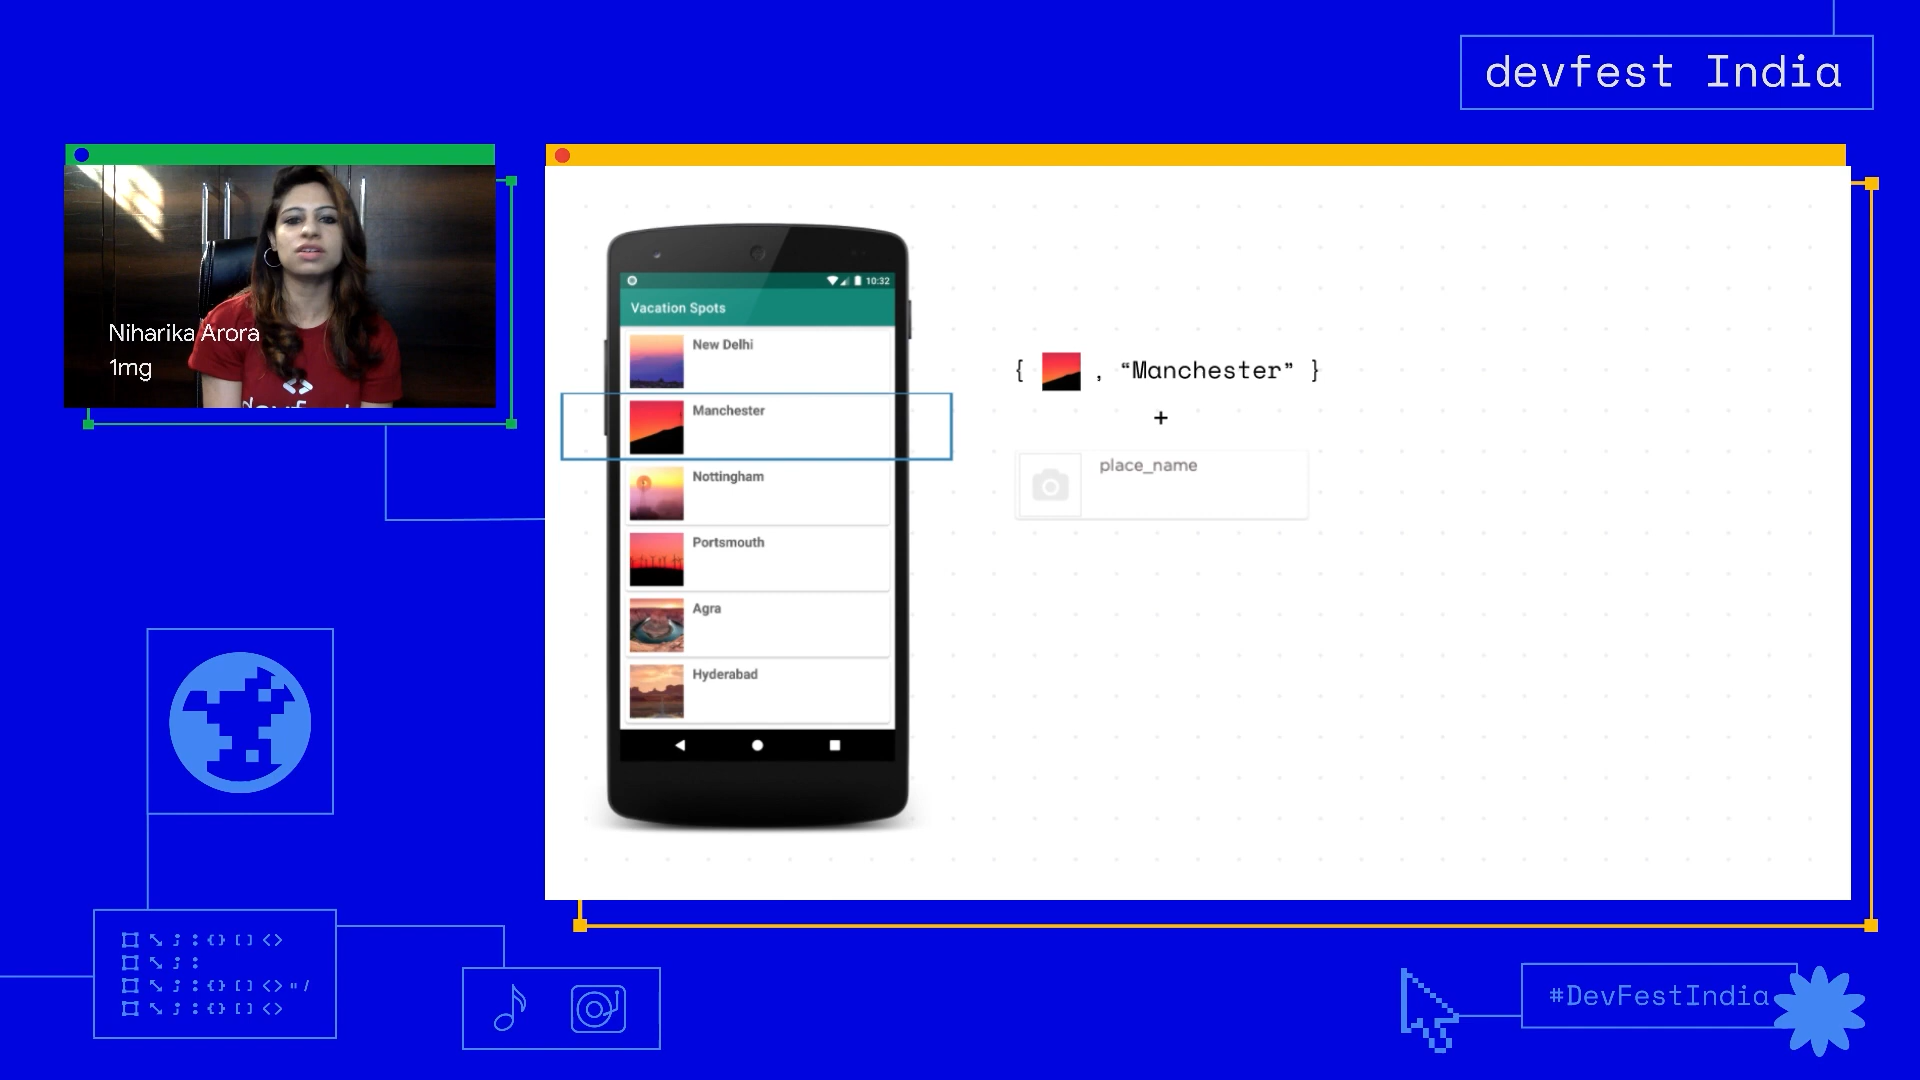 devfest India
Niharika Arora
1mg
10:32
Vacation Spots
New Delhi
Manchester
Nottingham
Portsmouth
Agra
Hyderabad
{ , “Manchester” }
+
place_name
#DevFestIndia